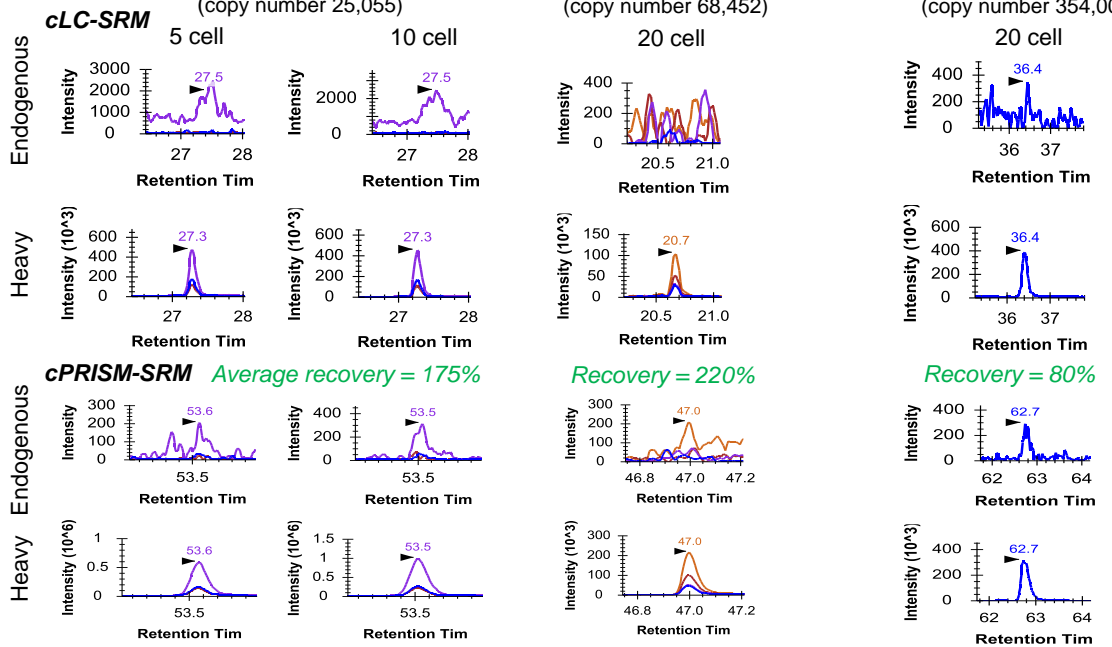 (copy number 25,055) (copy number 68,452) (copy number 354,00
cLC-SRM
5 cell 10 cell 20 cell 20 cell
Endogenous
Intensity 3000 2000 1000 0 27.5 27 28 Retention Tim
4000 2000 0 27.5 27 28 Retention Tim
Intensity 400 200 0 20.5 21.0 Retention Tim
Intensity 400 200 0 36.4 36 37 Retention Tim
Heavy
Intensity (10^3) 600 400 200 0 27.3 27 28 Retention Tim
Intensity (10^3) 600 400 200 0 27.3 27 28 Retention Tim
Intensity (10^3) 150 100 50 0 20.7 20.5 21.0 Retention Tim
Intensity (10^3) 600 400 200 0 36.4 36 37 Retention Tim
cPRISM-SRM Average recovery = 175% Recovery = 220% Recovery = 80%
Endogenous
Intensity 300 200 100 0 53.6 53.5 Retention Tim
Intensity 400 200 0 53.5 53.5 Retention Tim
Intensity 300 200 100 0 47.0 46.8 47.0 47.2 Retention Tim
Intensity 400 200 0 62.7 62 63 64 Retention Tim
Heavy
Intensity (10^6) 1 0.5 0 53.6 53.5 Retention Tim
Intensity (10^6) 1.5 1 0.5 0 53.5 53.5 Retention Tim
Intensity (10^3) 300 200 100 0 47.0 46.8 47.0 47.2 Retention Tim
Intensity (10^3) 400 200 0 62.7 62 63 64 Retention Tim